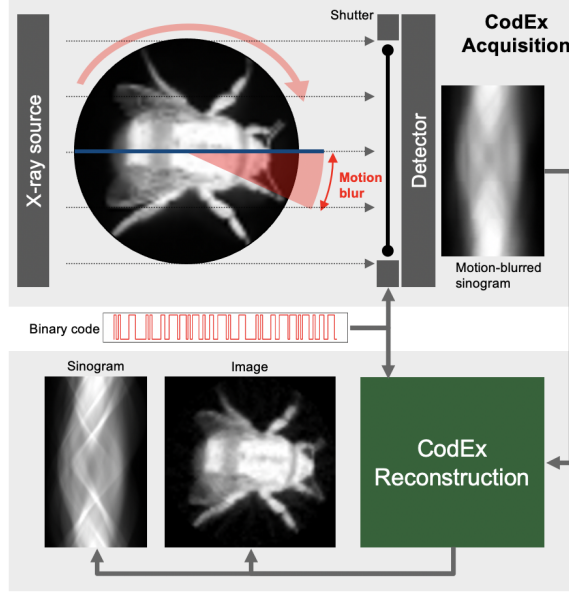 Shutter
CodEx
Acquisition
X-ray source
Detector
Motion
blur
Motion-blurred
sinogram
Binary code
Sinogram
Image
CodEx
Reconstruction